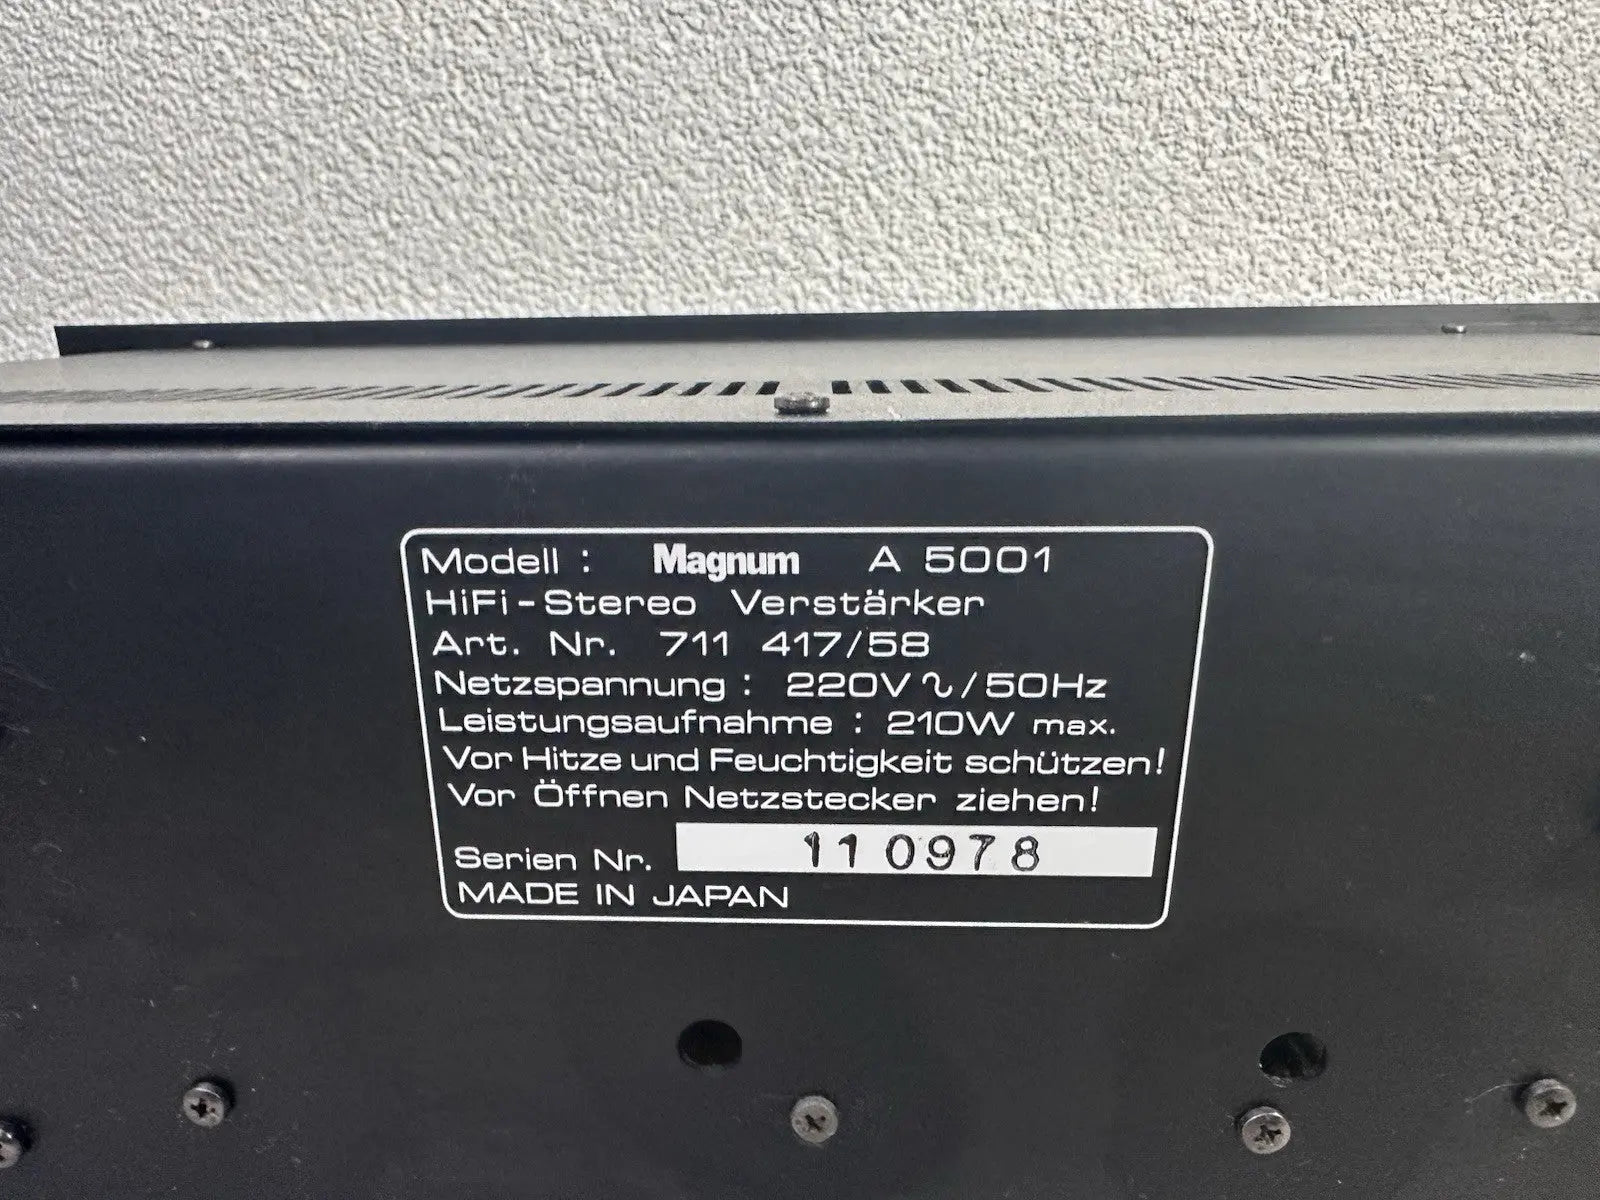 Modell : Magnum A 5001
HiFi-Stereo Verstärker
Art. Nr. 711 417/58
Netzspannung : 220V∿/50Hz
Leistungsaufnahme : 210W max.
Vor Hitze und Feuchtigkeit schützen!
Vor Öffnen Netzstecker ziehen!
Serien Nr. 110978
MADE IN JAPAN